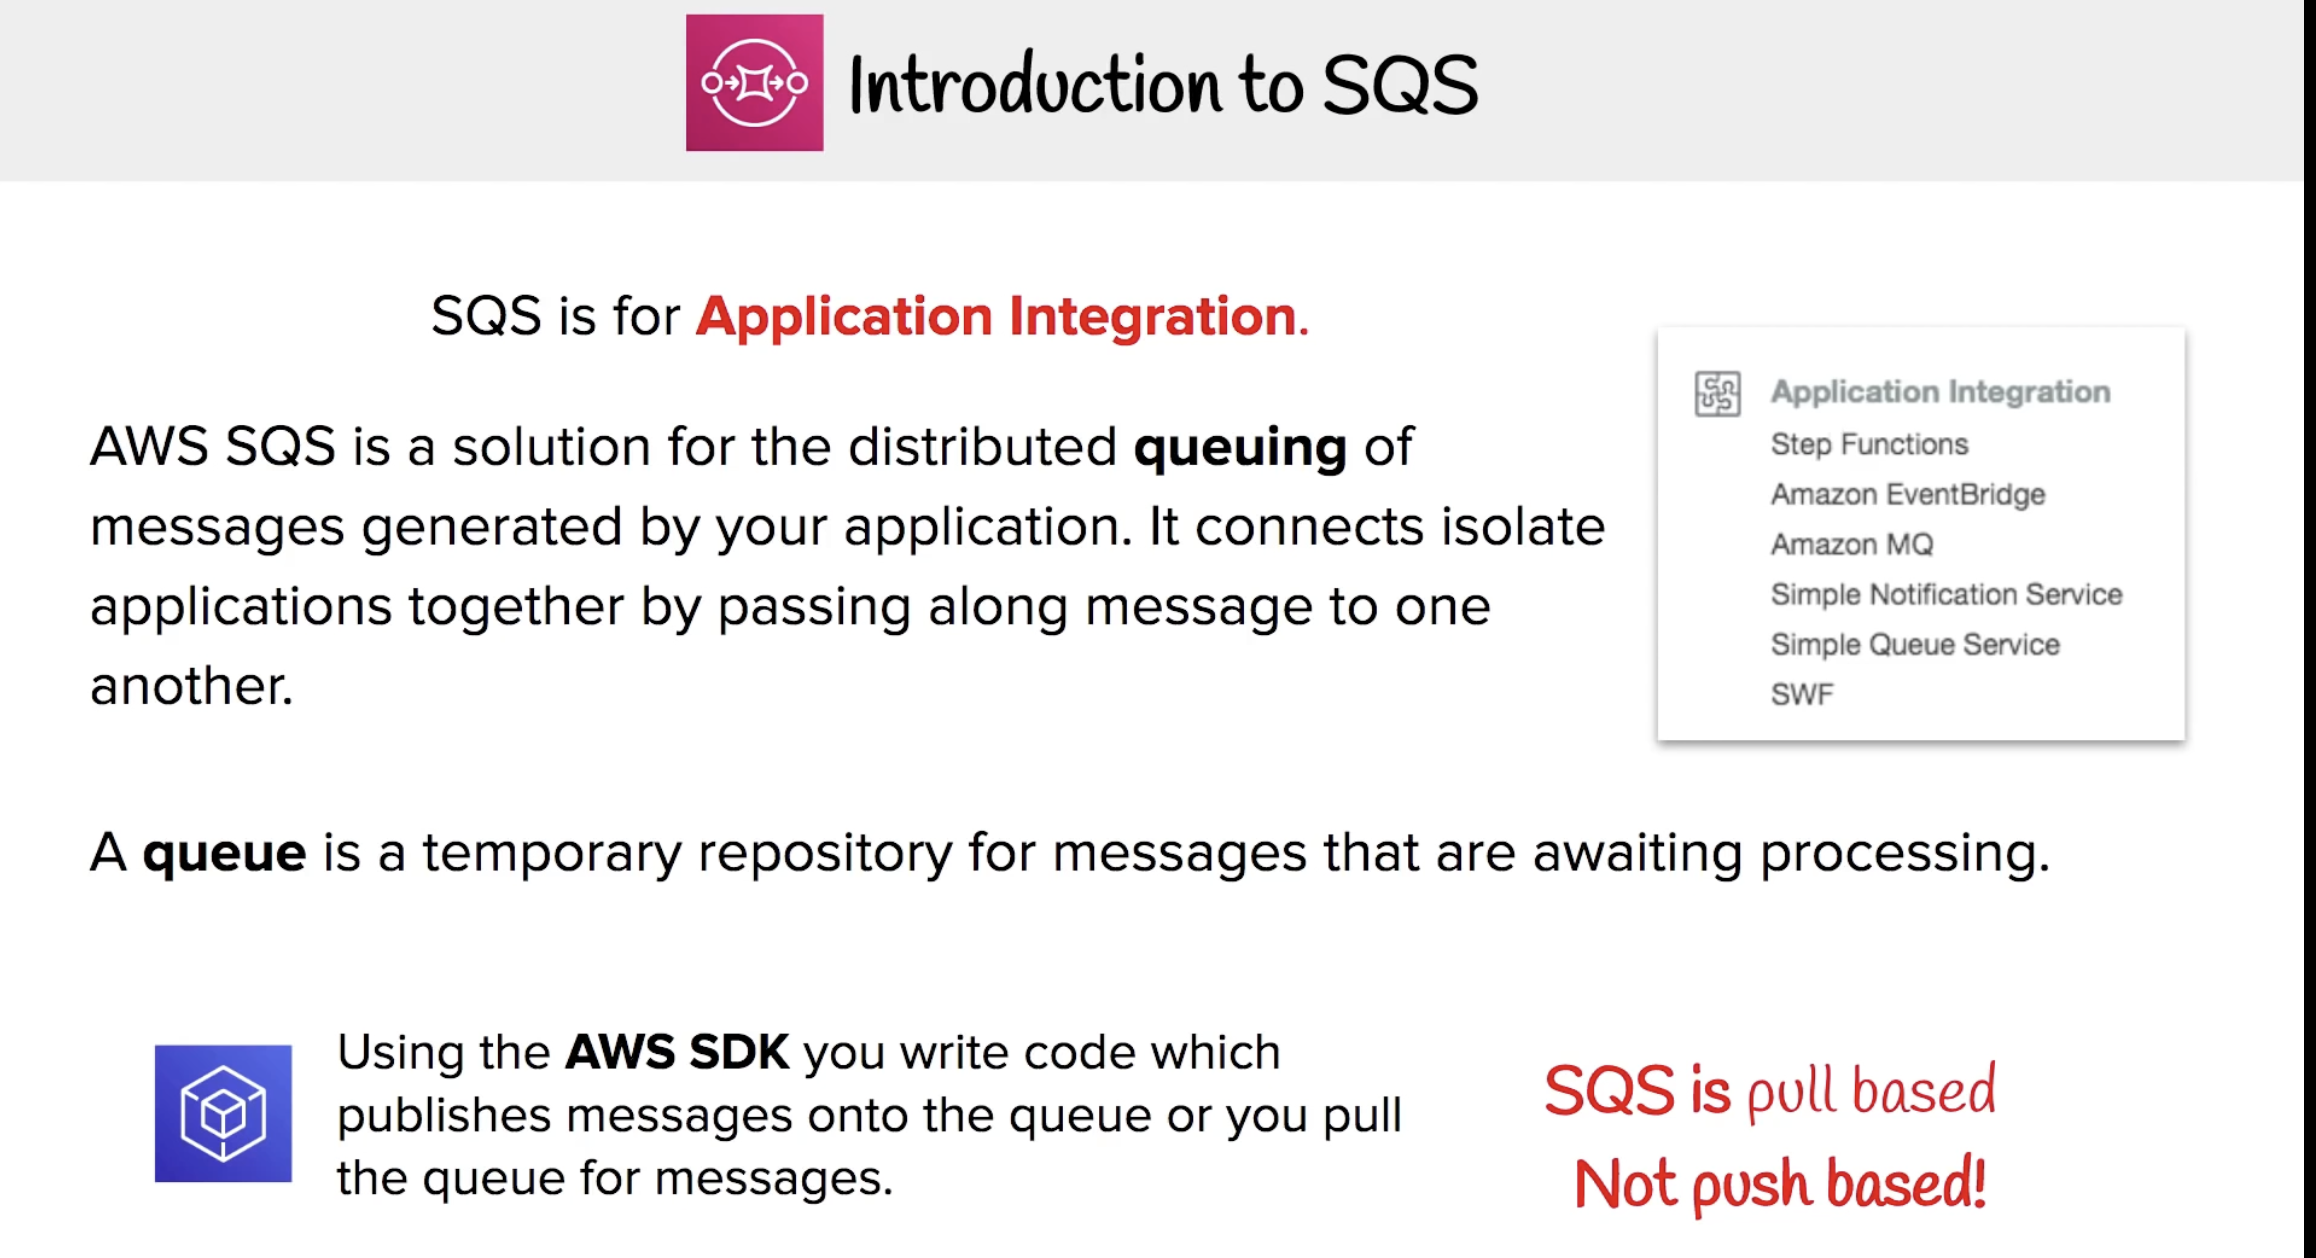 Introduction to SQS
SQS is for Application Integration.
AWS SQS is a solution for the distributed queuing of
messages generated by your application. It connects isolate
applications together by passing along message to one
another.
Application Integration
Step Functions
Amazon EventBridge
Amazon MQ
Simple Notification Service
Simple Queue Service
SWF
A queue is a temporary repository for messages that are awaiting processing.
Using the AWS SDK you write code which
publishes messages onto the queue or you pull
the queue for messages.
SQS is pull based
Not push based!